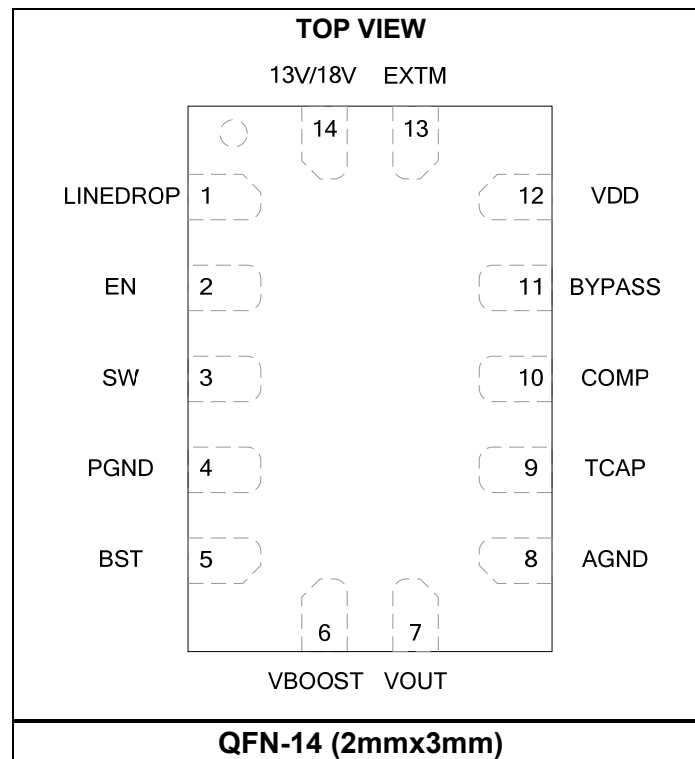 TOP VIEW
13V/18V EXTM
14 13
LINEDROP 1 12 VDD
EN 2 11 BYPASS
SW 3 10 COMP
PGND 4 9 TCAP
BST 5 8 AGND
6 7
VBOOST VOUT
QFN-14 (2mmx3mm)